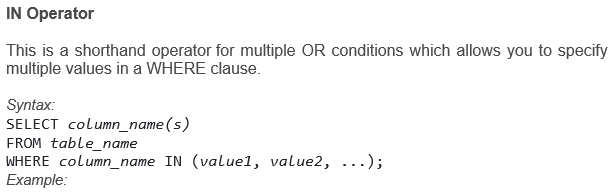 IN Operator
This is a shorthand operator for multiple OR conditions which allows you to specify
multiple values in a WHERE clause.
Syntax:
SELECT column_name(s)
FROM table_name
WHERE column_name IN (value1, value2, ...);
Example: